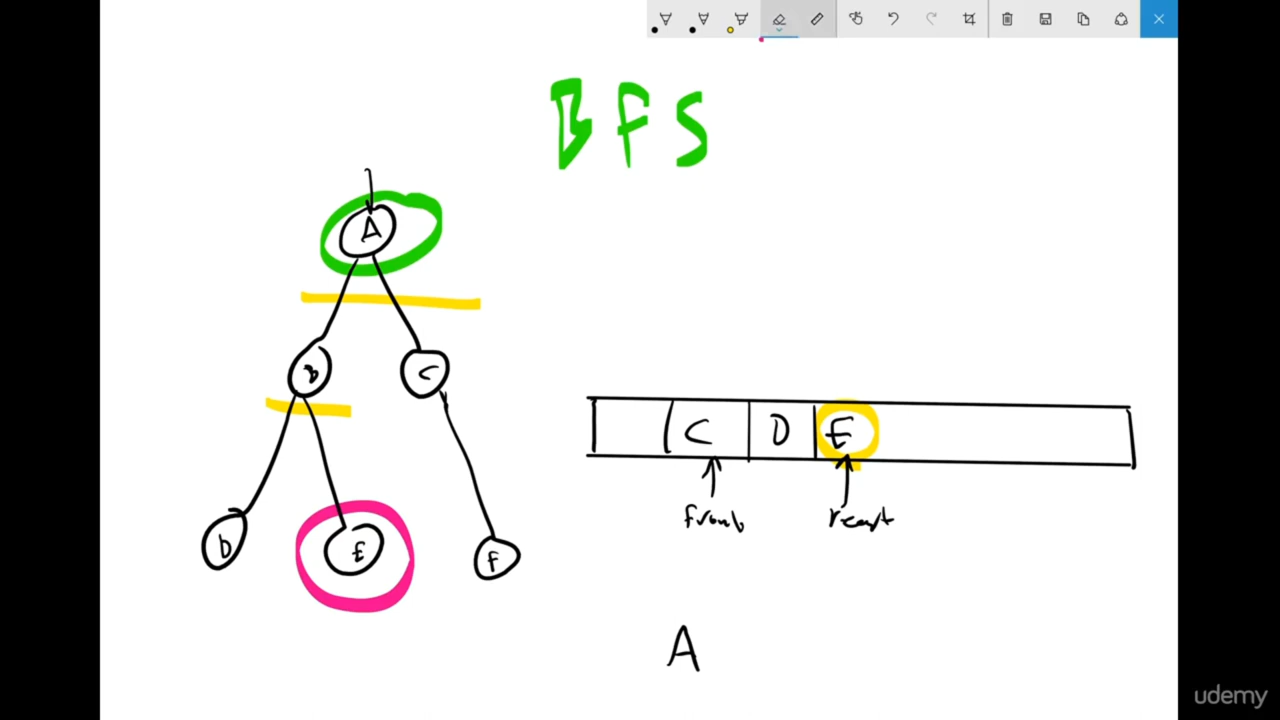 BFS
A
B C
C D E
front rear
D E F
A
udemy